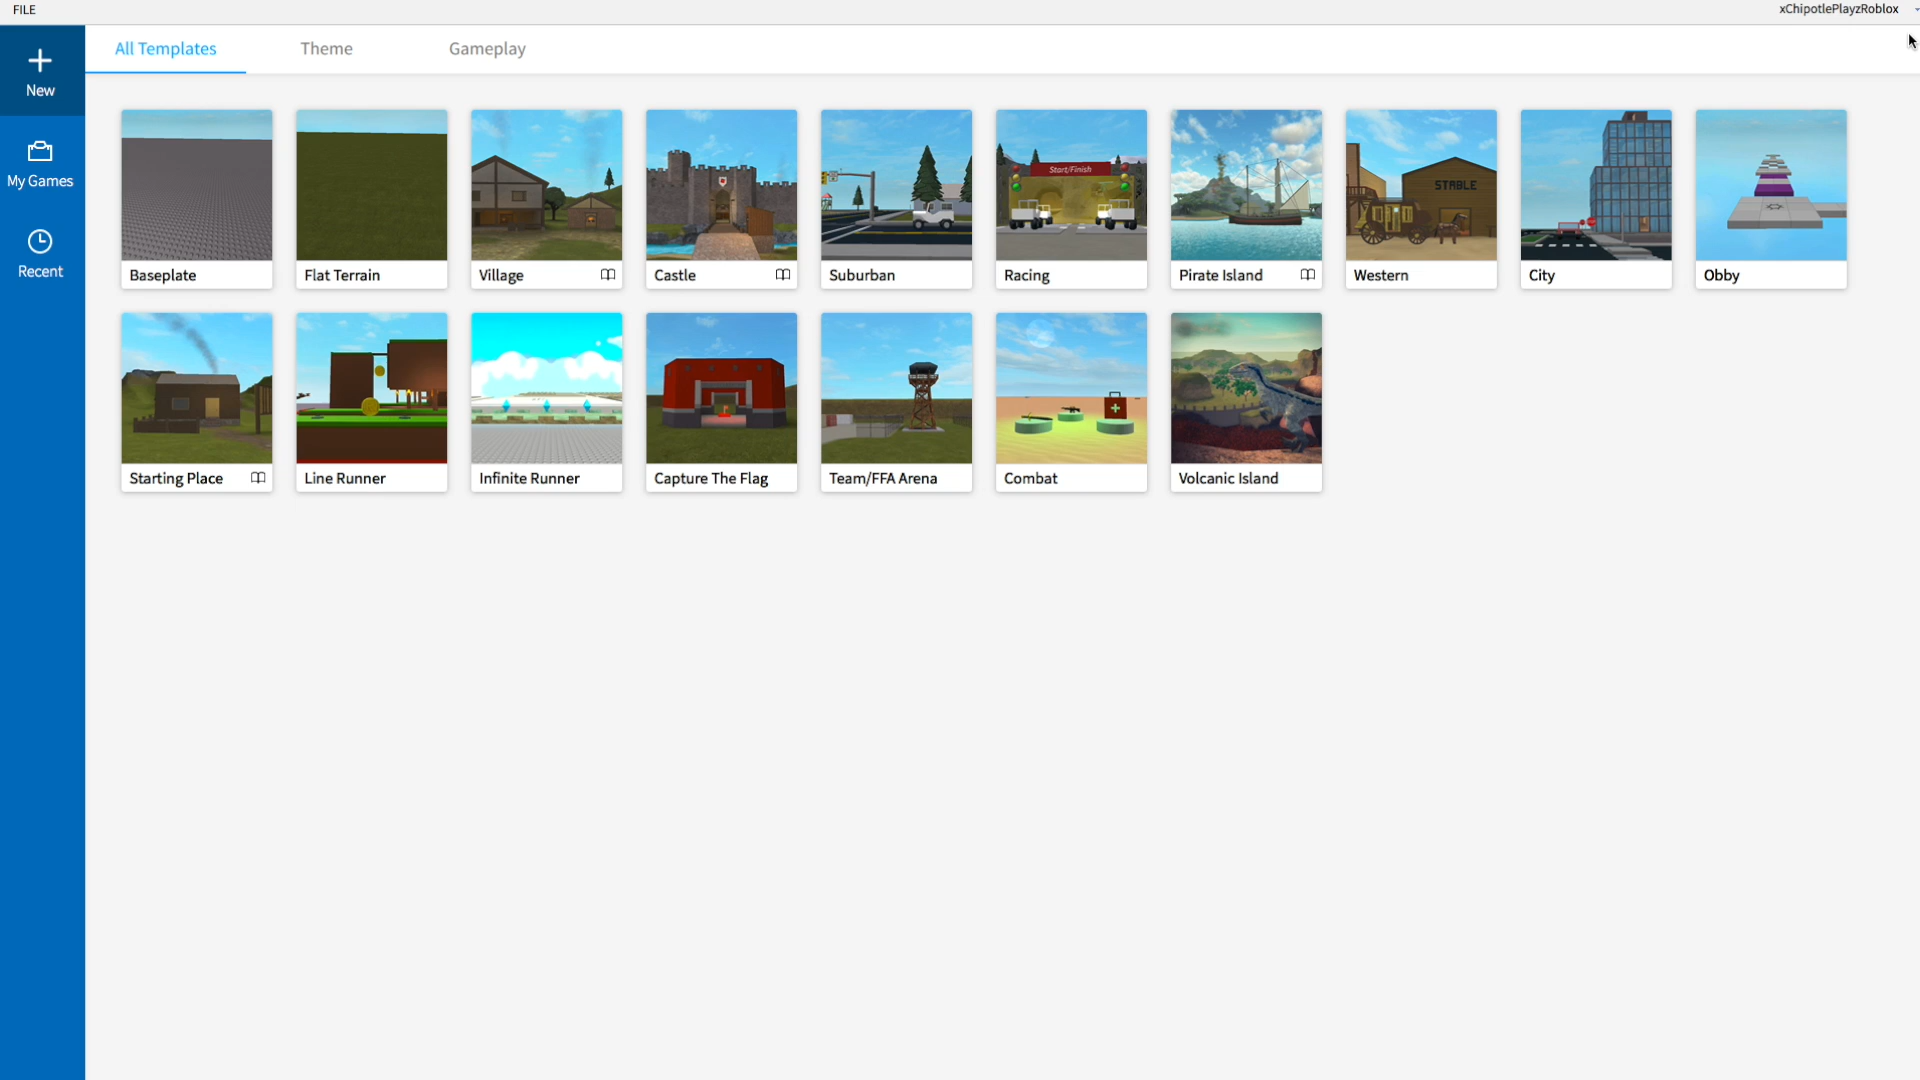 FILE
xChipotlePlayzRoblox
New
My Games
Recent
All Templates
Theme
Gameplay
Start/Finish
STABLE
Baseplate
Flat Terrain
Village
Castle
Suburban
Racing
Pirate Island
Western
City
Obby
Starting Place
Line Runner
Infinite Runner
Capture The Flag
Team/FFA Arena
Combat
Volcanic Island